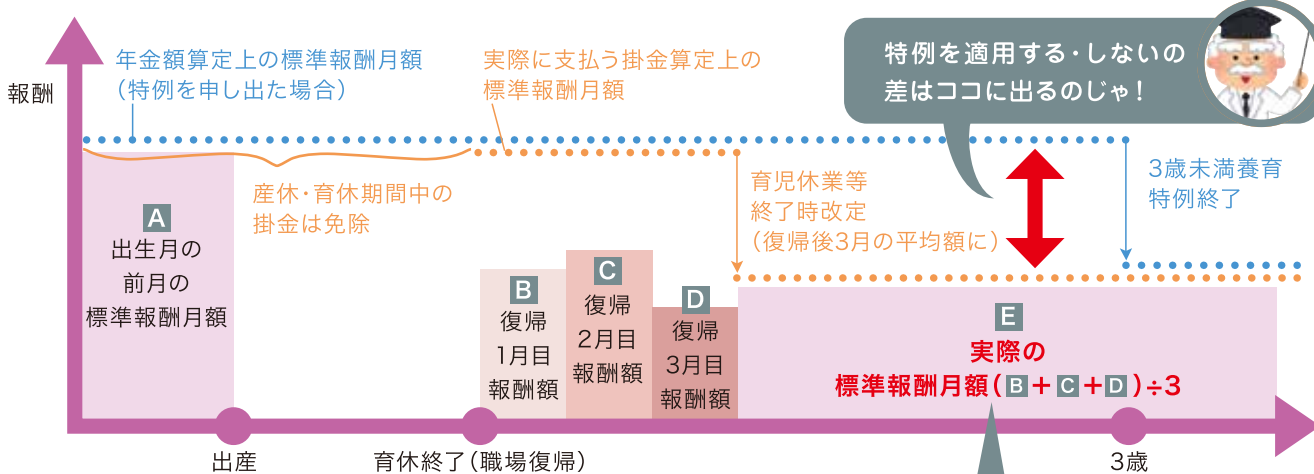 報酬
年金額算定上の標準報酬月額
（特例を申し出た場合）
実際に支払う掛金算定上の
標準報酬月額
特例を適用する・しないの
差はココに出るのじゃ！
産休・育休期間中の
掛金は免除
育児休業等
終了時改定
（復帰後3月の平均額に）
3歳未満養育
特例終了
A
出生月の
前月の
標準報酬月額
B
復帰
1月目
報酬額
C
復帰
2月目
報酬額
D
復帰
3月目
報酬額
E
実際の
標準報酬月額（B＋C＋D）÷3
出産
育休終了（職場復帰）
3歳